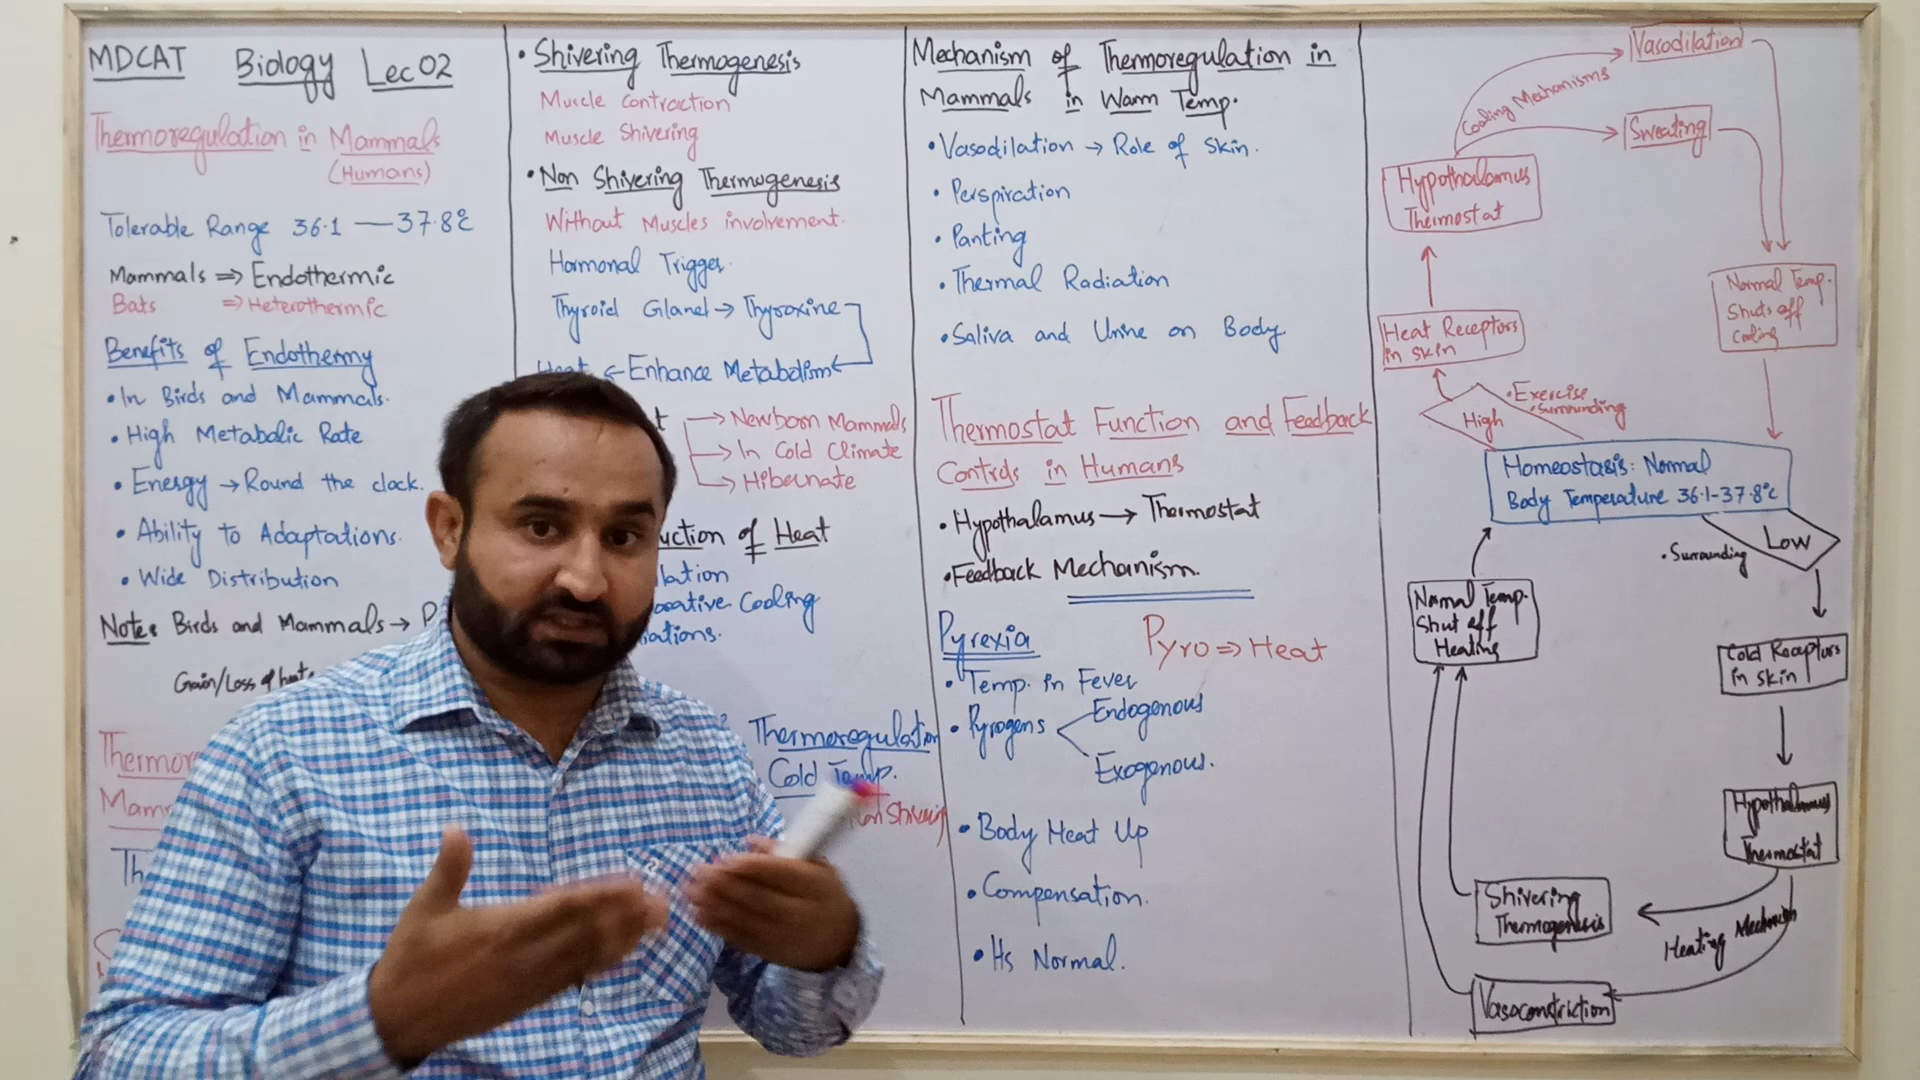 MDCAT Biology Lec 02
Thermoregulation in Mammals
(Humans)
Tolerable Range 36.1 — 37.8°C
Mammals ⇒ Endothermic
Bats ⇒ Heterothermic
Benefits of Endothermy
• In Birds and Mammals.
• High Metabolic Rate
• Energy → Round the clock.
• Ability To Adaptations.
• Wide Distribution
Note: Birds and Mammals →
Gain/Loss of heat
• Shivering Thermogenesis
Muscle Contraction
Muscle Shivering
• Non Shivering Thermogenesis
Without Muscles involvement.
Hormonal Trigger
Thyroid Gland → Thyroxine
Heat ← Enhance Metabolism ←
→ Newborn Mammals
→ In Cold Climate
→ Hibernate
of Heat
Cooling
Thermoregulation
Cold Temp.
Mechanism of Thermoregulation in
Mammals in Warm Temp.
• Vasodilation → Role of Skin.
• Perspiration
• Panting
• Thermal Radiation
• Saliva and Urine on Body
Thermostat Function and Feedback
Controls in Humans
• Hypothalamus → Thermostat
• Feedback Mechanism.
Pyrexia Pyro ⇒ Heat
• Temp. in Fever
• Pyrogens
Endogenous
Exogenous.
• Body Heat Up
• Compensation.
• Hs Normal.
Vasodilation
Cooling Mechanisms
Sweating
Hypothalamus
Thermostat
Normal Temp.
Shuts off
Cooling
Heat Receptors
in skin
High
• Exercise
• Surrounding
Homeostasis: Normal
Body Temperature 36.1-37.8°C
Low
• Surrounding
Normal Temp.
Shut off
Heating
Cold Receptors
in skin
Hypothalamus
Thermostat
Shivering
Thermogenesis
Heating Mechanism
Vasoconstriction